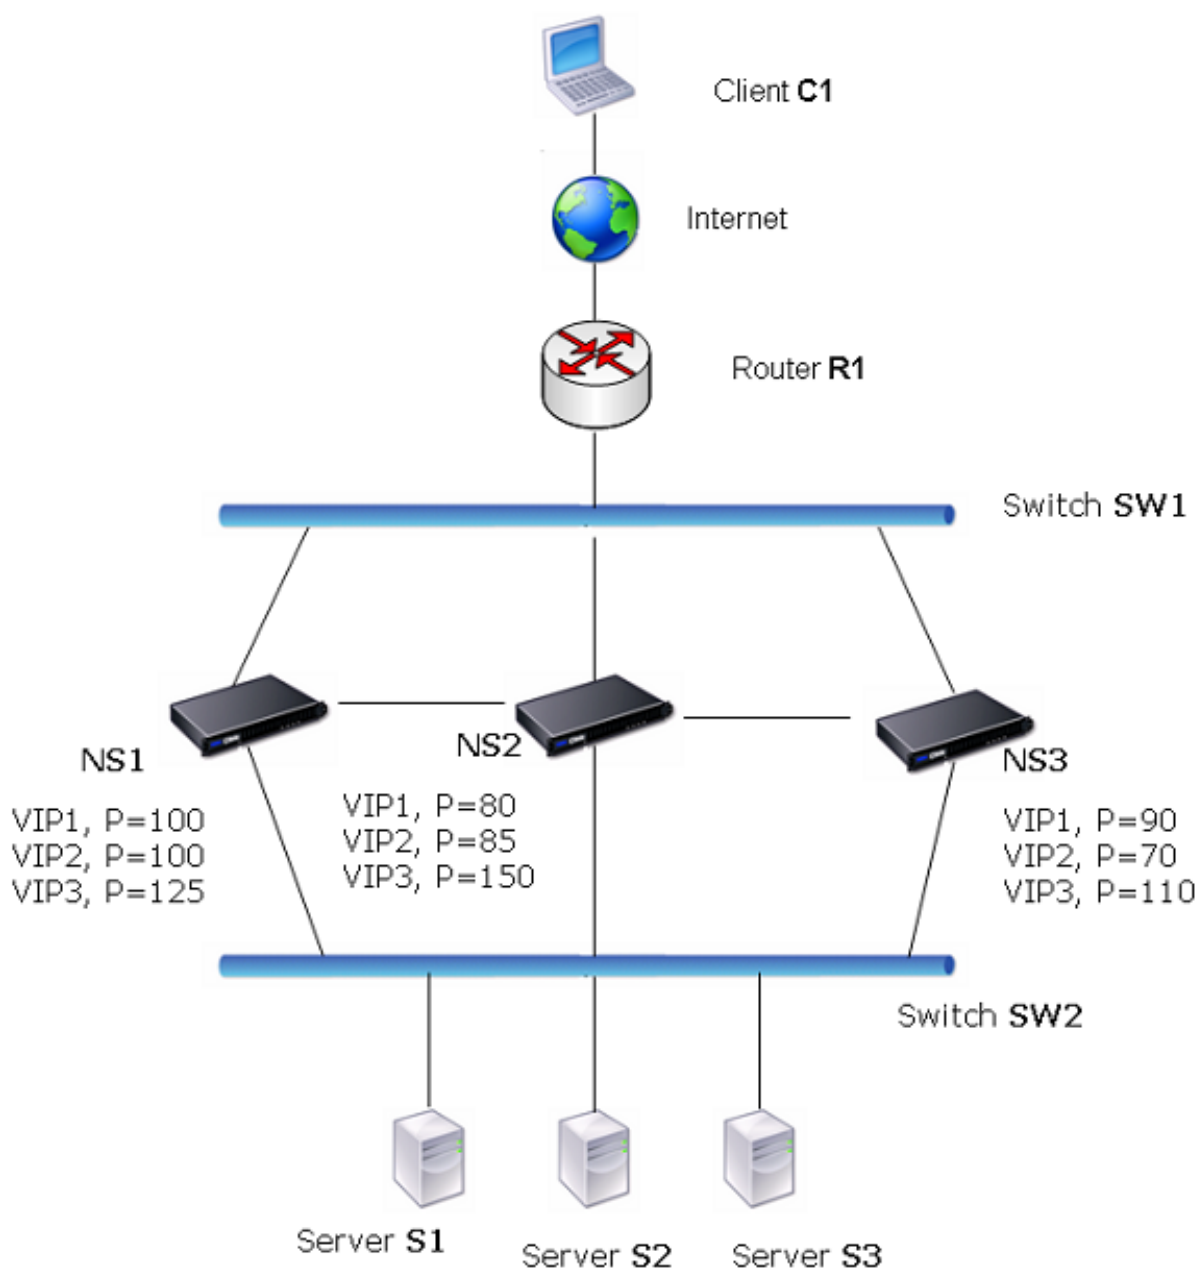 Client C1
Internet
Router R1
Switch SW1
NS1
VIP1, P=100
VIP2, P=100
VIP3, P=125
NS2
VIP1, P=80
VIP2, P=85
VIP3, P=150
NS3
VIP1, P=90
VIP2, P=70
VIP3, P=110
Switch SW2
Server S1
Server S2
Server S3